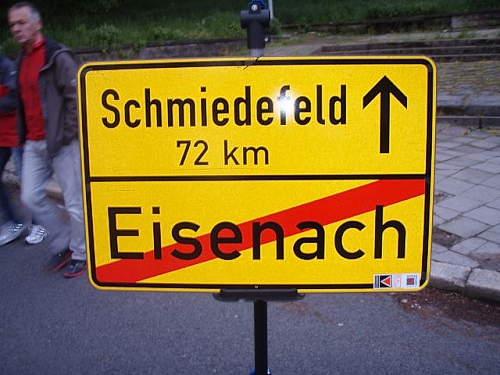 Schmiedefeld
72 km
Eisenach